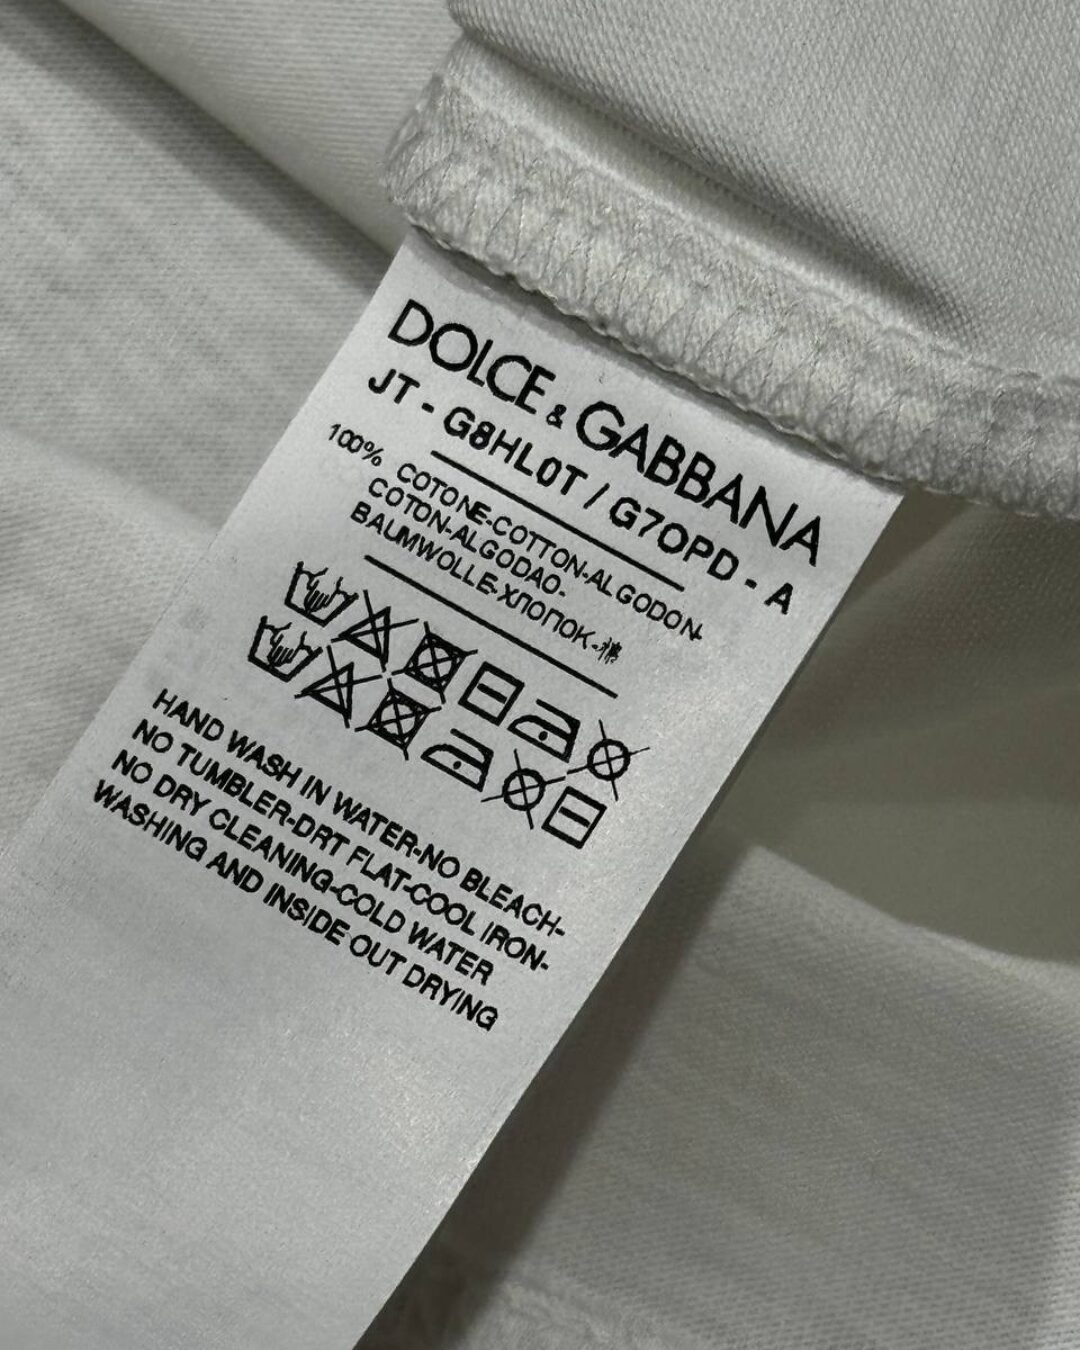 DOLCE & GABBANA
JT - G8HL0T / G7OPD - A
100% COTONE-COTTON-ALGODON-
COTON-ALGODAO-
BAUMWOLLE-ХЛОПОК-棉
HAND WASH IN WATER-NO BLEACH-
NO TUMBLER-DRT FLAT-COOL IRON-
NO DRY CLEANING-COLD WATER
WASHING AND INSIDE OUT DRYING